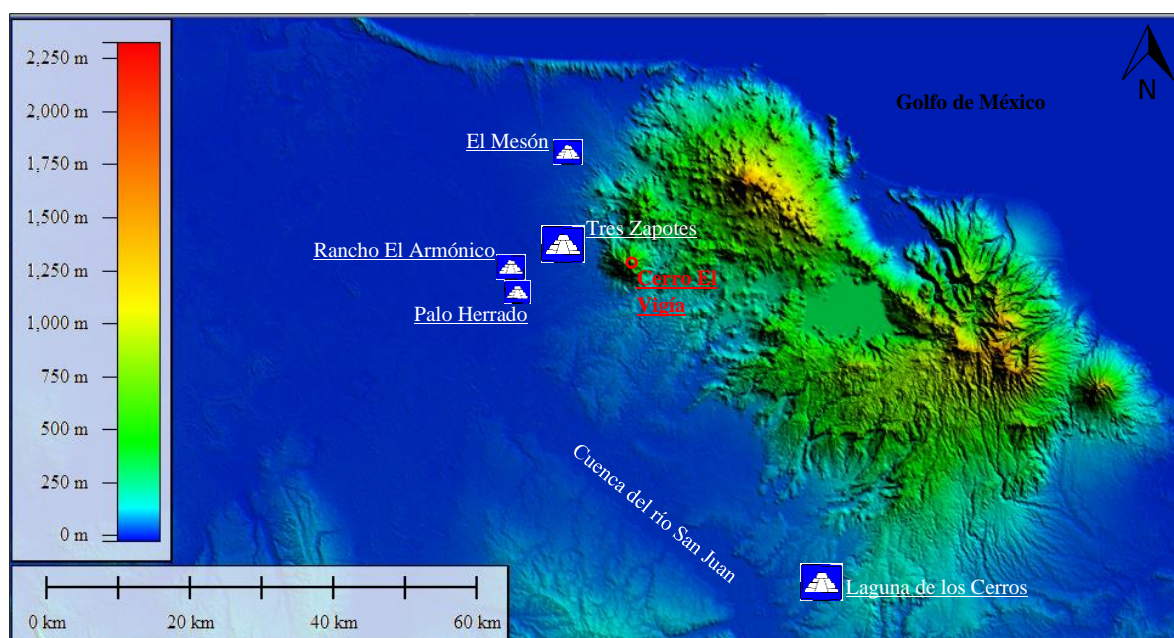 2,250 m
2,000 m
1,750 m
1,500 m
1,250 m
1,000 m
750 m
500 m
250 m
0 m
N
Golfo de México
El Mesón
Tres Zapotes
Rancho El Armónico
Cerro El
Vigía
Palo Herrado
Cuenca del río San Juan
Laguna de los Cerros
0 km 20 km 40 km 60 km